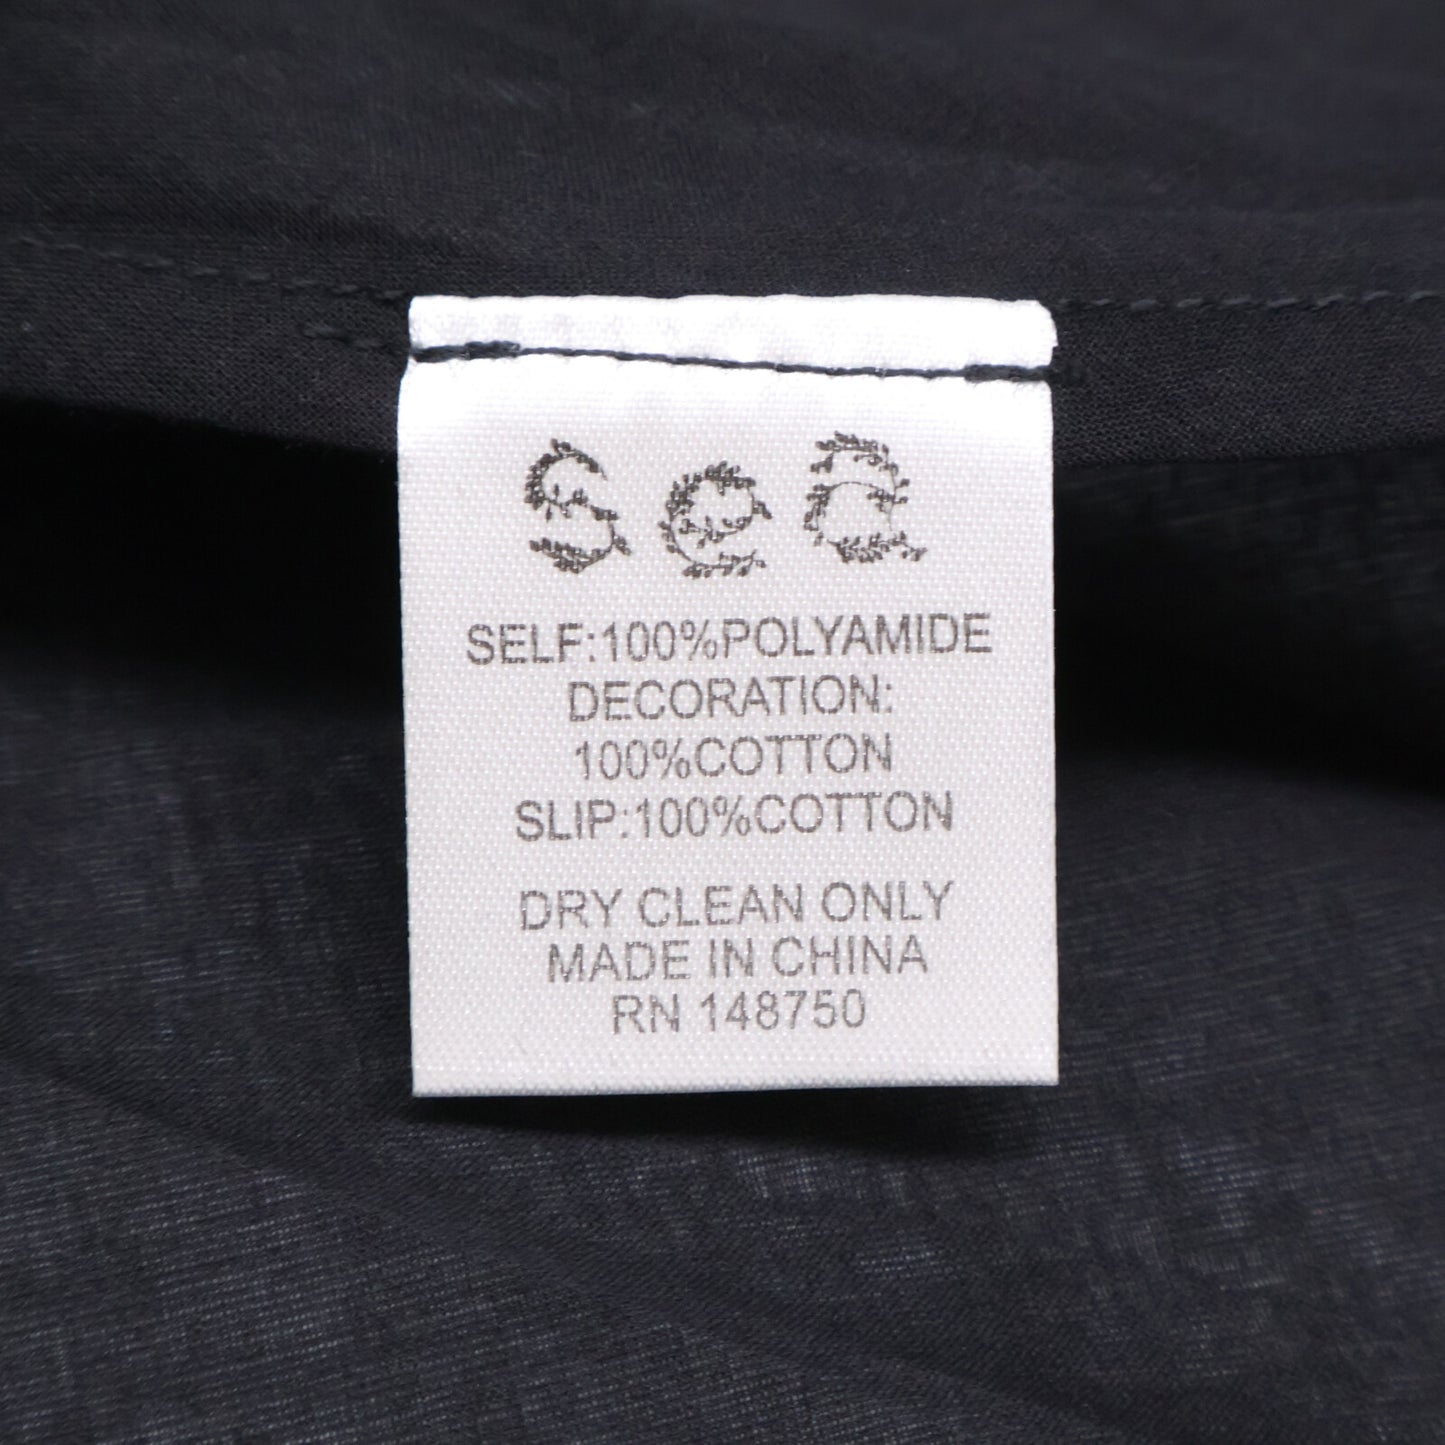 Sea
SELF:100%POLYAMIDE
DECORATION:
100%COTTON
SLIP:100%COTTON
DRY CLEAN ONLY
MADE IN CHINA
RN 148750